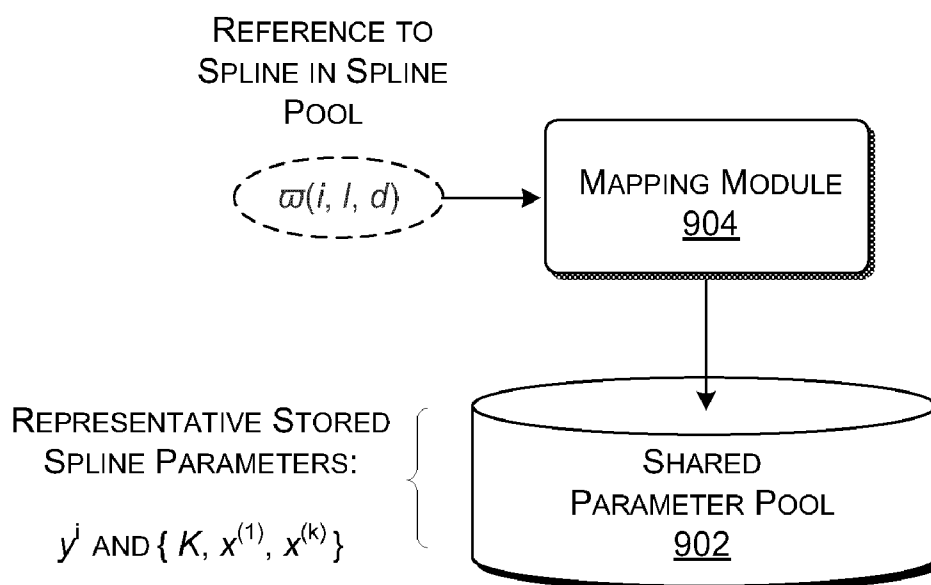 REFERENCE TO
SPLINE IN SPLINE
POOL
ϖ(i, l, d)
MAPPING MODULE
904
REPRESENTATIVE STORED
SPLINE PARAMETERS:
yⁱ AND { K, x⁽¹⁾, x⁽ᵏ⁾}
SHARED
PARAMETER POOL
902